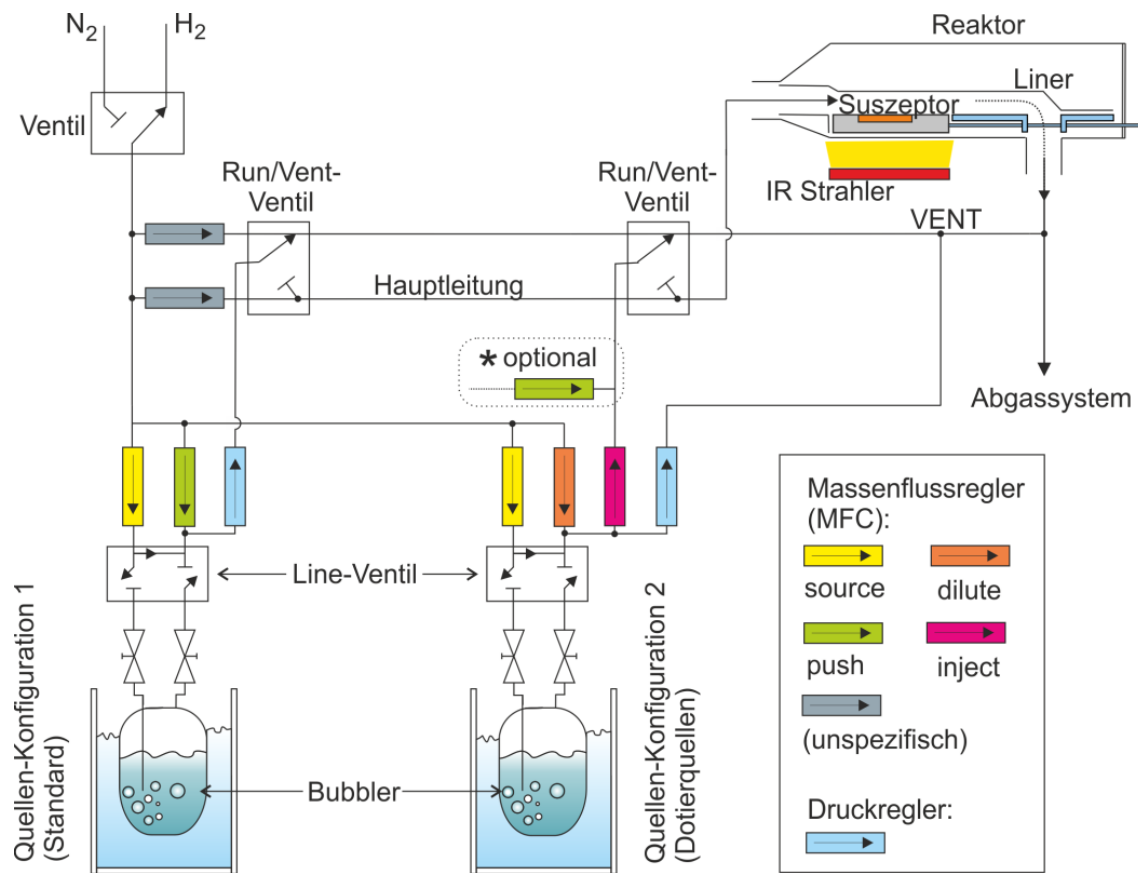 N2
H2
Ventil
Reaktor
Liner
Suszeptor
IR Strahler
Run/Vent-
Ventil
Run/Vent-
Ventil
VENT
Hauptleitung
* optional
Abgassystem
Line-Ventil
Quellen-Konfiguration 1
(Standard)
Quellen-Konfiguration 2
(Dotierquellen)
Bubbler
Massenflussregler
(MFC):
source
dilute
push
inject
(unspezifisch)
Druckregler: